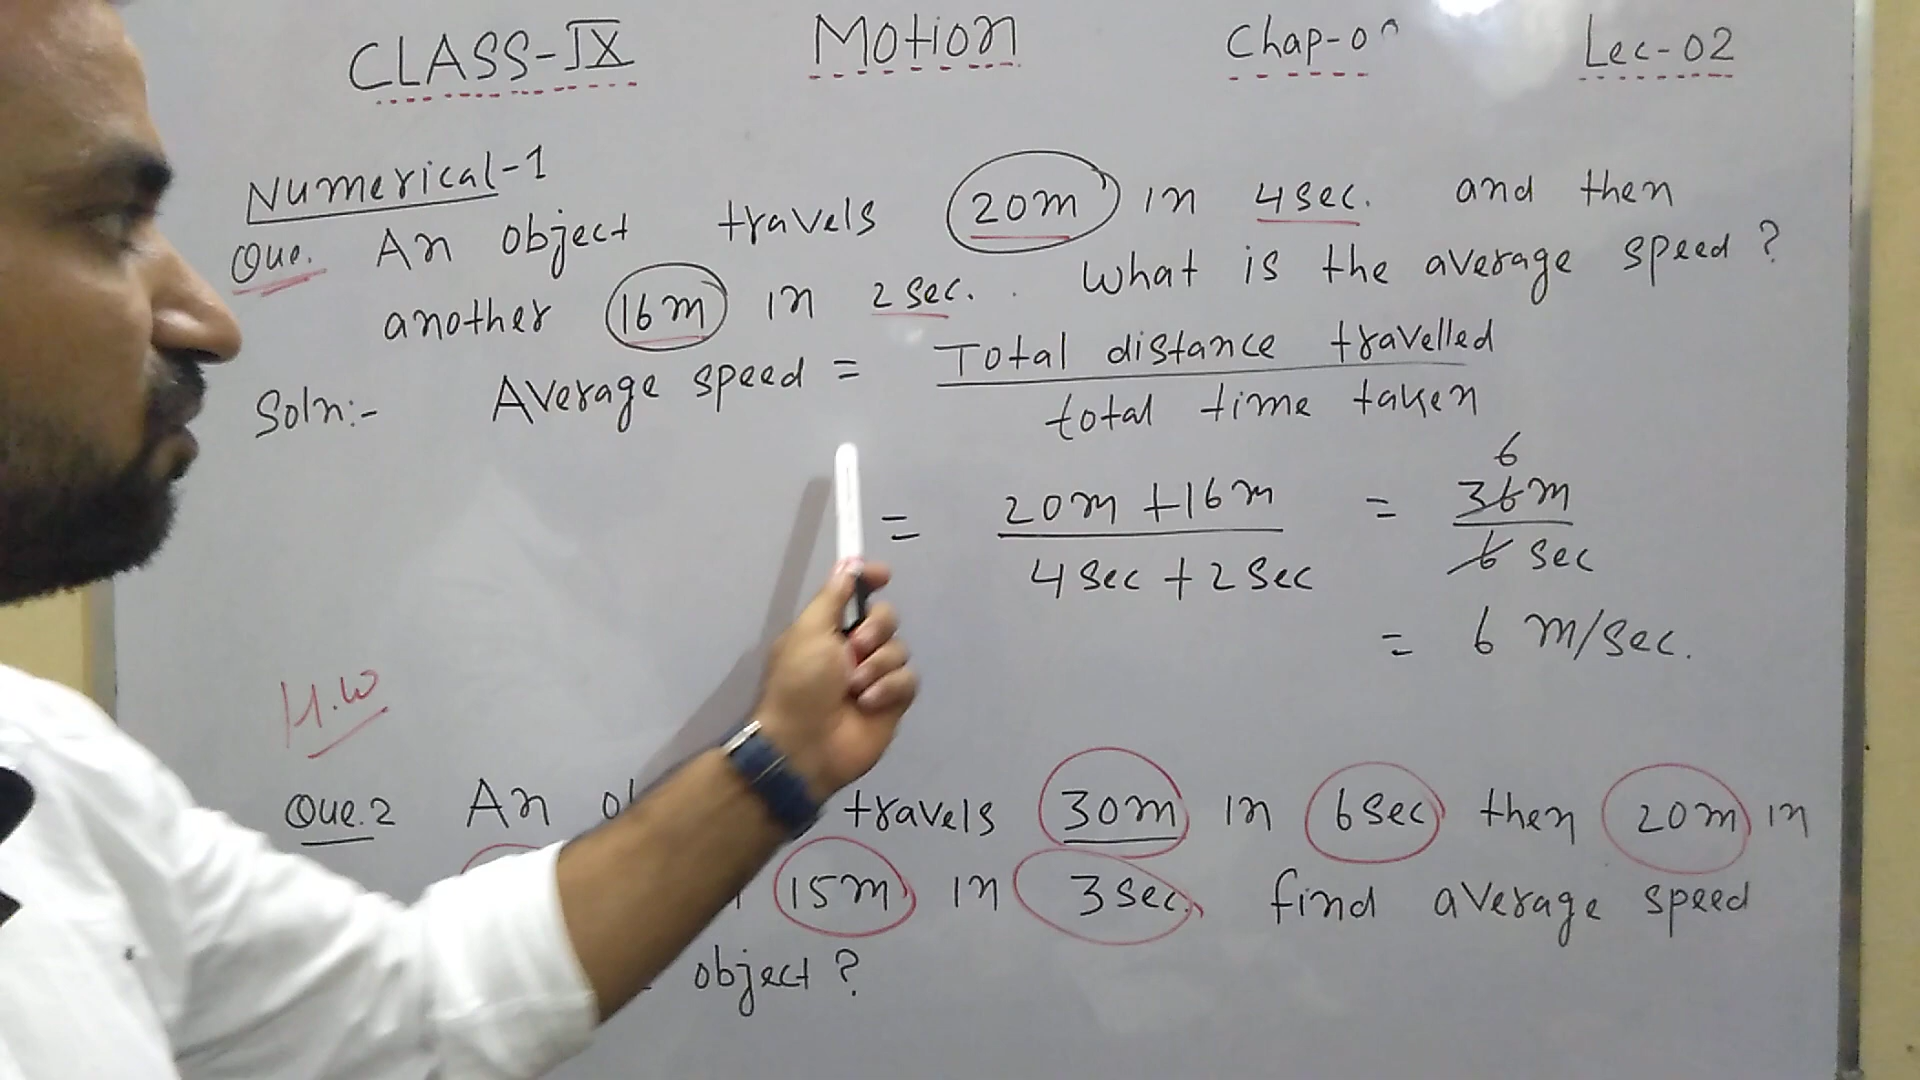 CLASS-IX Motion Chap-0 Lec-02
Numerical-1
Que. An object travels 20m in 4sec. and then
another 16m in 2sec. What is the average speed?
Soln:- Average speed = Total distance travelled
total time taken
= 20m + 16m = 36m 6
4sec + 2sec 6 sec
= 6 m/sec.
H.W
Que.2 An travels 30m in 6sec then 20m in
15m in 3sec. find average speed
object?